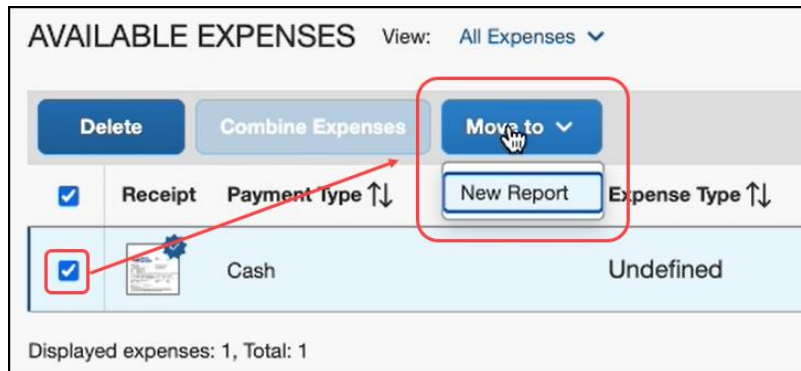 AVAILABLE EXPENSES View: All Expenses
Delete Combine Expenses Move to
New Report
Receipt Payment Type Expense Type
Cash Undefined
Displayed expenses: 1, Total: 1